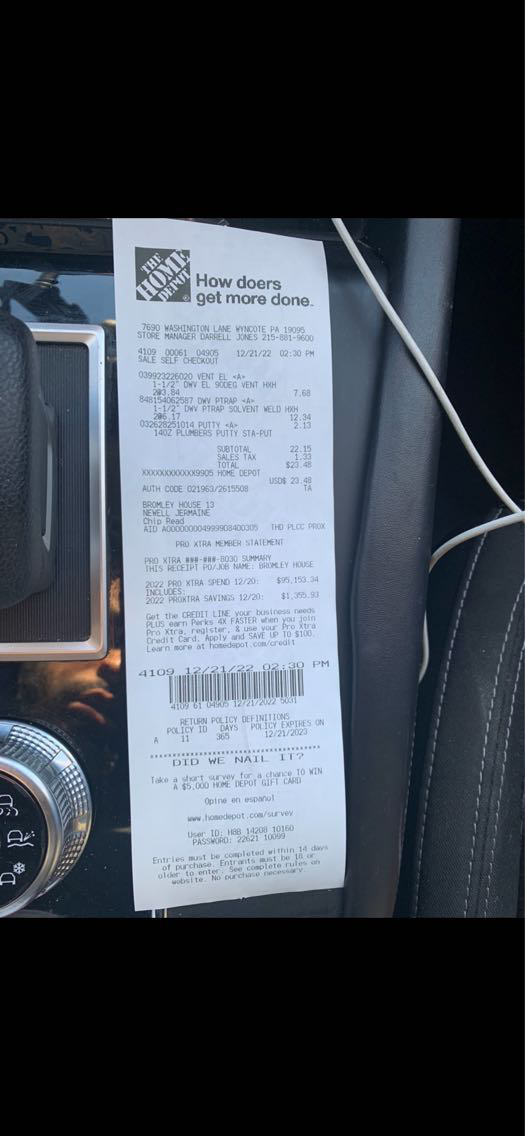 THE
HOME
DEPOT
How doers
get more done.
7690 WASHINGTON LANE WYNCOTE PA 19095
STORE MANAGER DARRELL JONES 215-881-9600
4109 00061 04905 12/21/22 02:30 PM
SALE SELF CHECKOUT
039923226020 VENT EL <A>
1-1/2" DWV EL 90DEG VENT HXH
2@3.84 7.68
848154062587 DWV PTRAP <A>
1-1/2" DWV PTRAP SOLVENT WELD HXH
2@6.17 12.34
032628251014 PUTTY <A> 2.13
14OZ PLUMBERS PUTTY STA-PUT
SUBTOTAL 22.15
SALES TAX 1.33
TOTAL $23.48
XXXXXXXXXXXX9905 HOME DEPOT
USD$ 23.48
AUTH CODE 021963/2615508 TA
BROMLEY HOUSE 13
NEWELL JERMAINE
Chip Read
AID A000000004999908400305 THD PLCC PROX
PRO XTRA MEMBER STATEMENT
PRO XTRA ###-###-8030 SUMMARY
THIS RECEIPT PO/JOB NAME: BROMLEY HOUSE
2022 PRO XTRA SPEND 12/20: $95,153.34
INCLUDES:
2022 PROXTRA SAVINGS 12/20: $1,355.93
Get the CREDIT LINE your business needs
PLUS earn Perks 4X FASTER when you join
Pro Xtra, register, & use your Pro Xtra
Credit Card. Apply and SAVE UP TO $100.
Learn more at homedepot.com/credit
4109 12/21/22 02:30 PM
4109 61 04905 12/21/2022 5031
RETURN POLICY DEFINITIONS
POLICY ID DAYS POLICY EXPIRES ON
A 11 365 12/21/2023
DID WE NAIL IT?
Take a short survey for a chance TO WIN
A $5,000 HOME DEPOT GIFT CARD
Opine en español
www.homedepot.com/survey
User ID: H8B 14208 10160
PASSWORD: 22621 10099
Entries must be completed within 14 days
of purchase. Entrants must be 18 or
older to enter. See complete rules on
website. No purchase necessary.